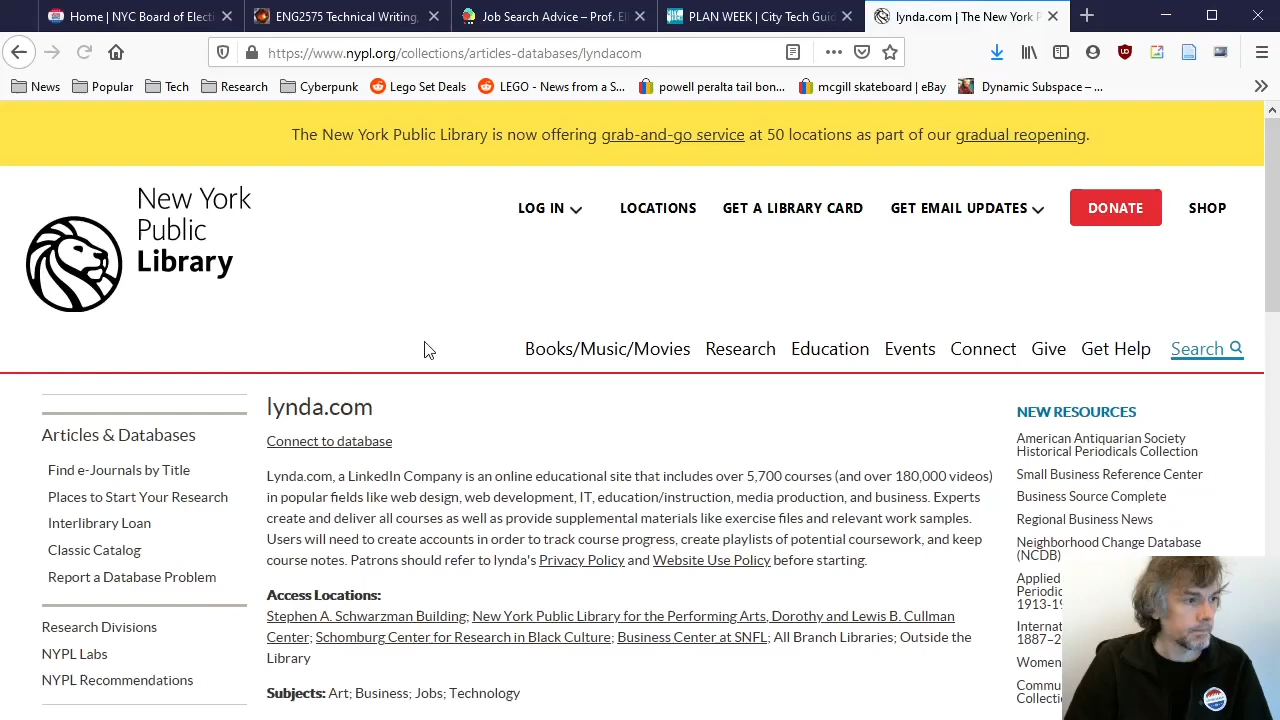 Home | NYC Board of Electi
ENG2575 Technical Writing,
Job Search Advice – Prof. El
PLAN WEEK | City Tech Guid
lynda.com | The New York P
https://www.nypl.org/collections/articles-databases/lyndacom
News
Popular
Tech
Research
Cyberpunk
Lego Set Deals
LEGO - News from a S...
powell peralta tail bon...
mcgill skateboard | eBay
Dynamic Subspace – ...
The New York Public Library is now offering grab-and-go service at 50 locations as part of our gradual reopening.
New York
Public
Library
LOG IN
LOCATIONS
GET A LIBRARY CARD
GET EMAIL UPDATES
DONATE
SHOP
Books/Music/Movies
Research
Education
Events
Connect
Give
Get Help
Search
Articles & Databases
Find e-Journals by Title
Places to Start Your Research
Interlibrary Loan
Classic Catalog
Report a Database Problem
Research Divisions
NYPL Labs
NYPL Recommendations
lynda.com
Connect to database
Lynda.com, a LinkedIn Company is an online educational site that includes over 5,700 courses (and over 180,000 videos)
in popular fields like web design, web development, IT, education/instruction, media production, and business. Experts
create and deliver all courses as well as provide supplemental materials like exercise files and relevant work samples.
Users will need to create accounts in order to track course progress, create playlists of potential coursework, and keep
course notes. Patrons should refer to lynda's Privacy Policy and Website Use Policy before starting.
Access Locations:
Stephen A. Schwarzman Building; New York Public Library for the Performing Arts, Dorothy and Lewis B. Cullman
Center; Schomburg Center for Research in Black Culture; Business Center at SNFL; All Branch Libraries; Outside the
Library
Subjects: Art; Business; Jobs; Technology
NEW RESOURCES
American Antiquarian Society
Historical Periodicals Collection
Small Business Reference Center
Business Source Complete
Regional Business News
Neighborhood Change Database
(NCDB)
Applied
Periodic
1913-19
Internat
1887–2
Women
Commu
Collectio